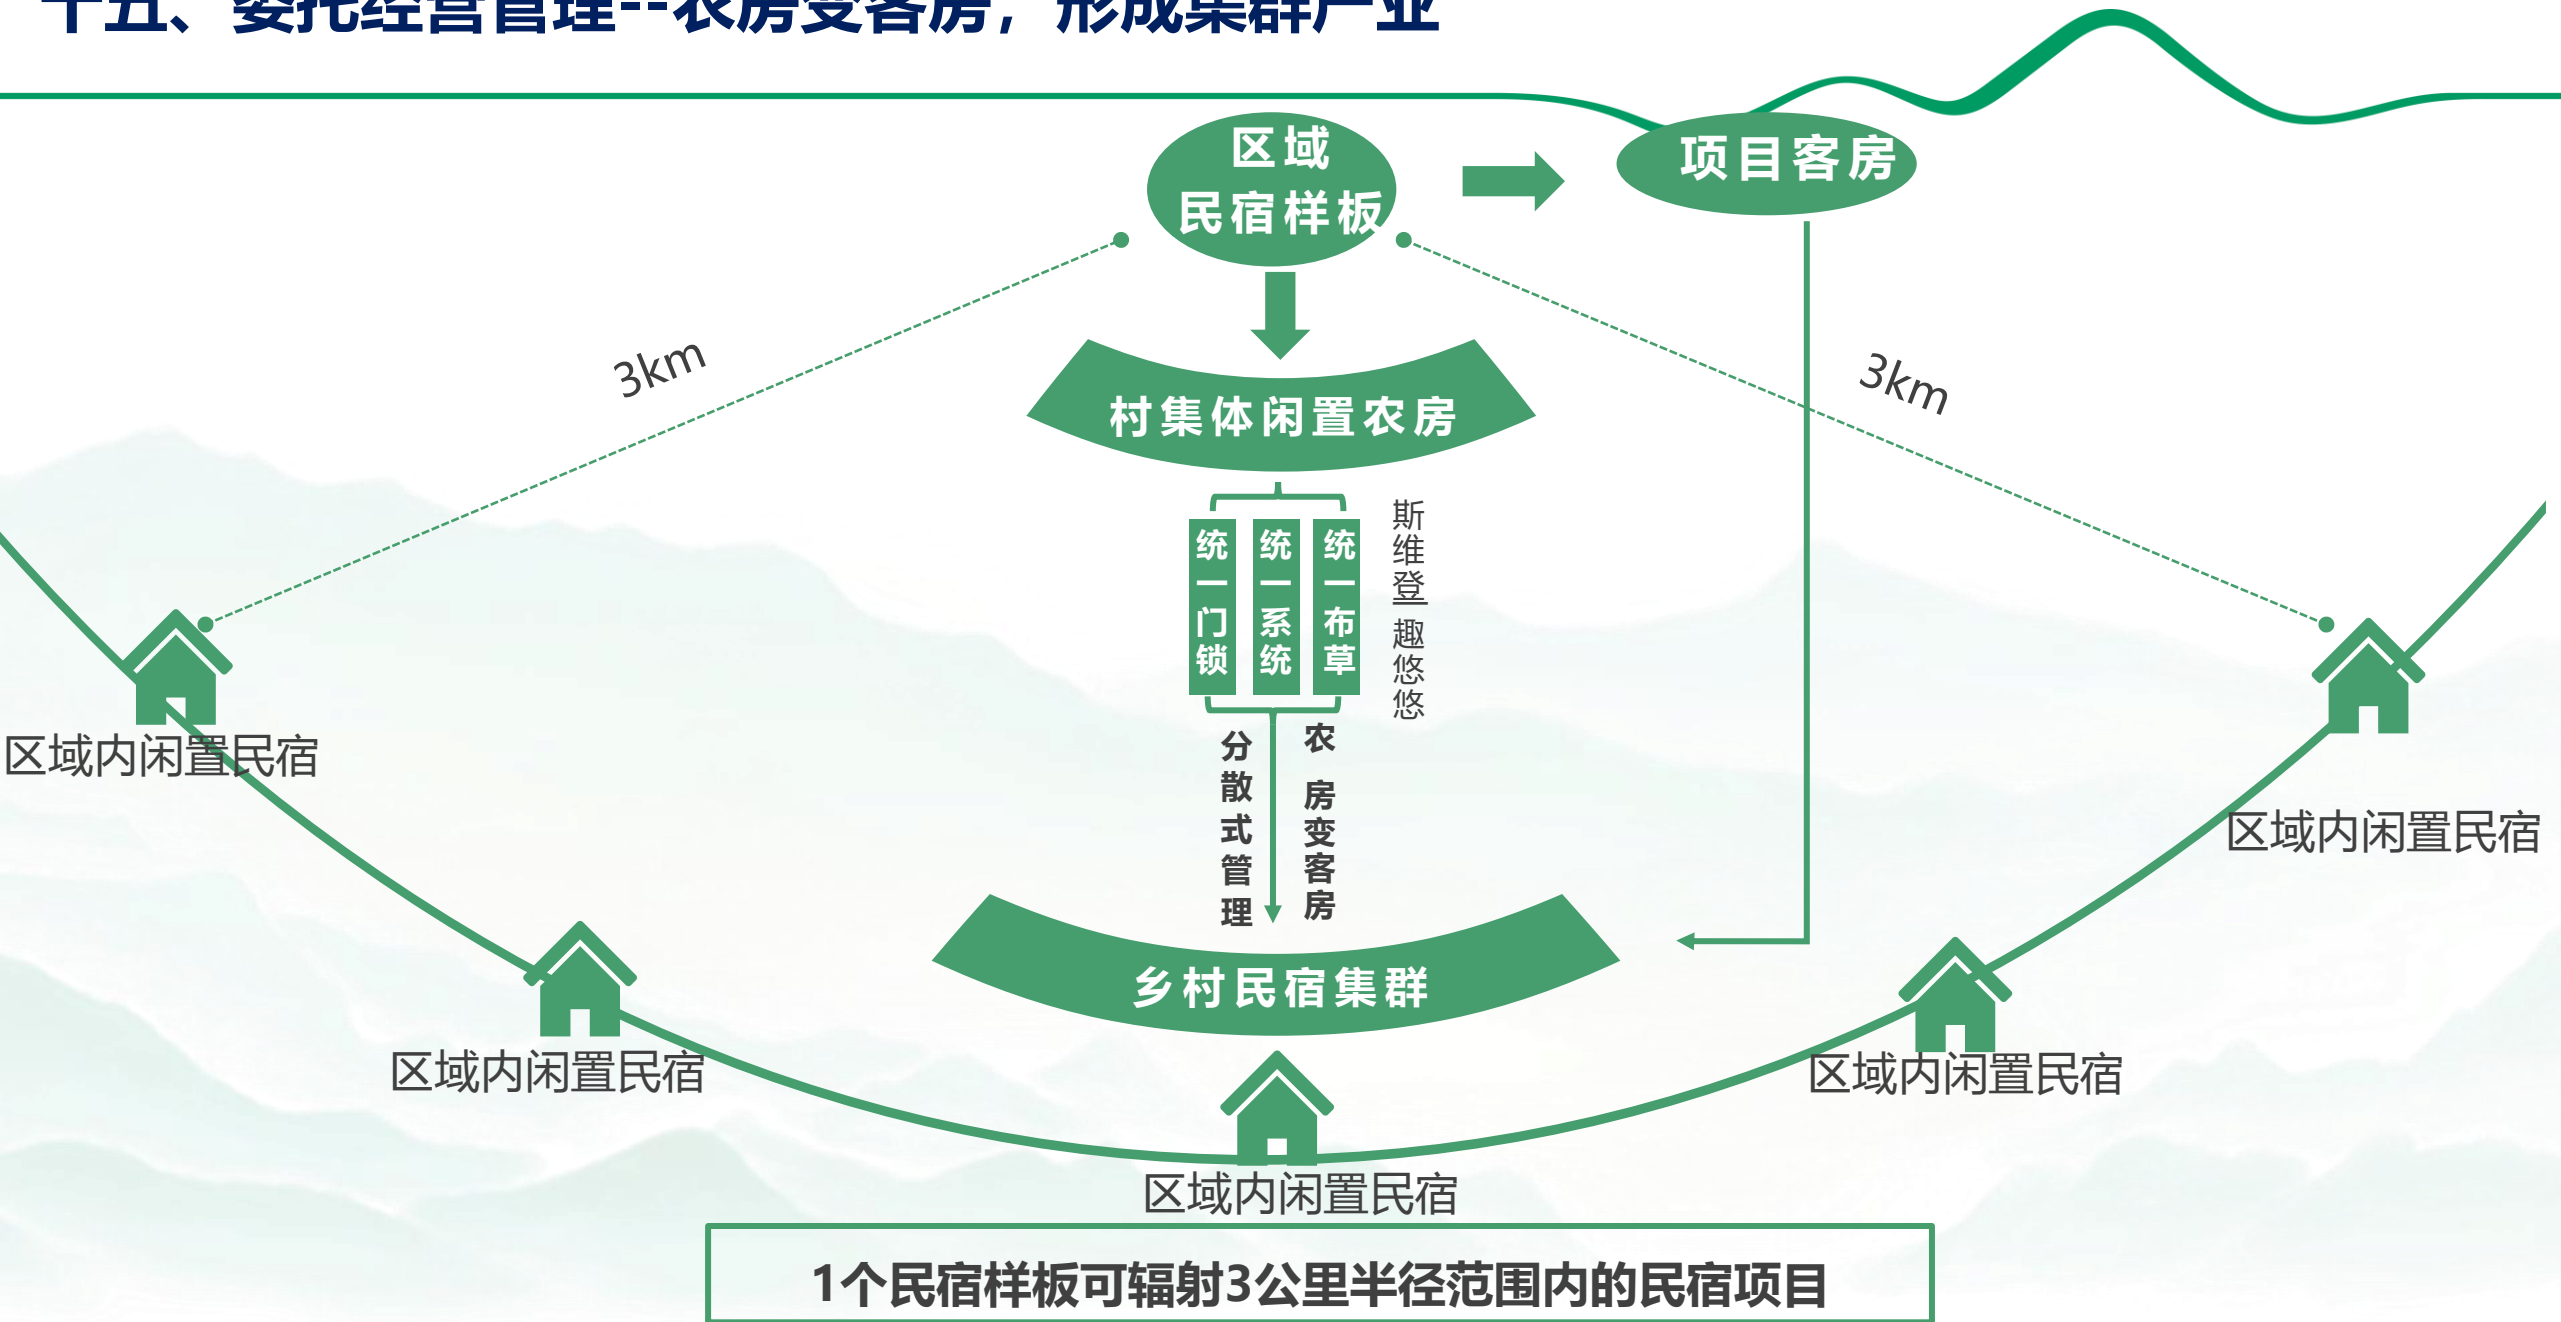 十五、委托经营管理--农房变客房，形成集群产业
区域
民宿样板
项目客房
3km
3km
村集体闲置农房
统一门锁
统一系统
统一布草
斯维登|趣悠悠
分散式管理
农房变客房
区域内闲置民宿
区域内闲置民宿
乡村民宿集群
区域内闲置民宿
区域内闲置民宿
区域内闲置民宿
1个民宿样板可辐射3公里半径范围内的民宿项目